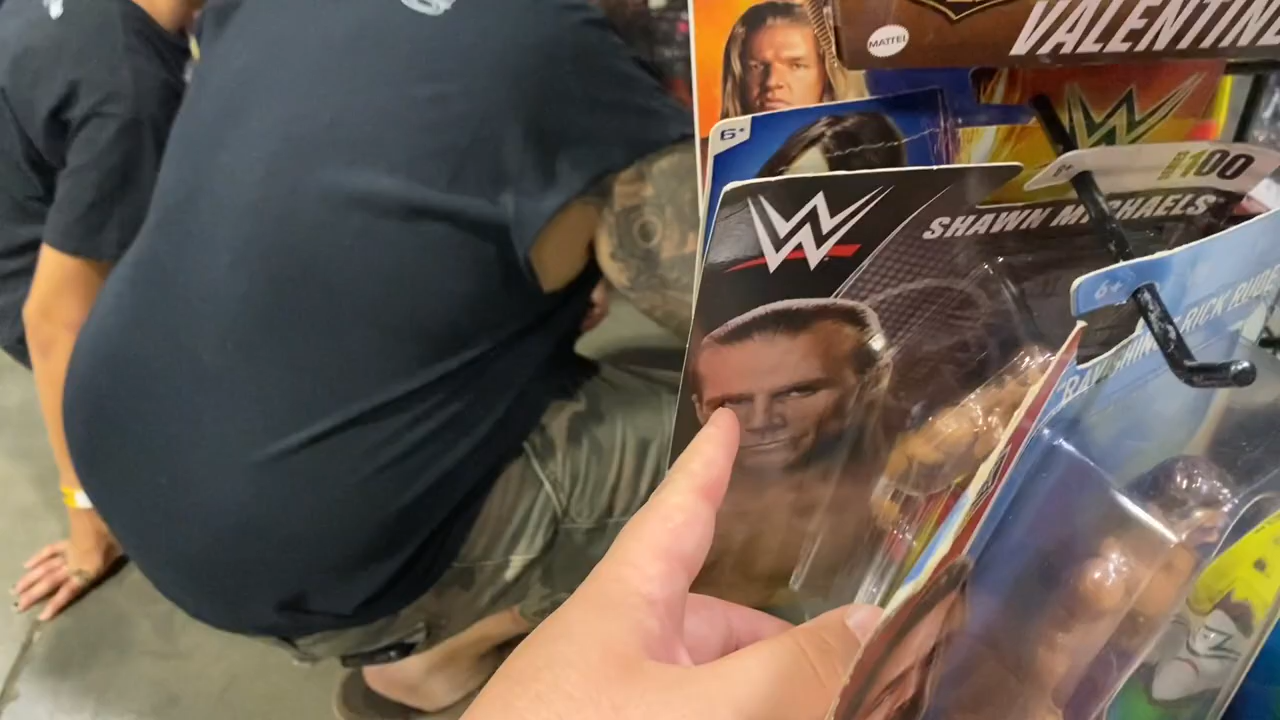 VALENTINE
MATTEL
6+
W
6+
100
SHAWN MICHAELS
W
6+
"RAVISHING" RICK RUDE